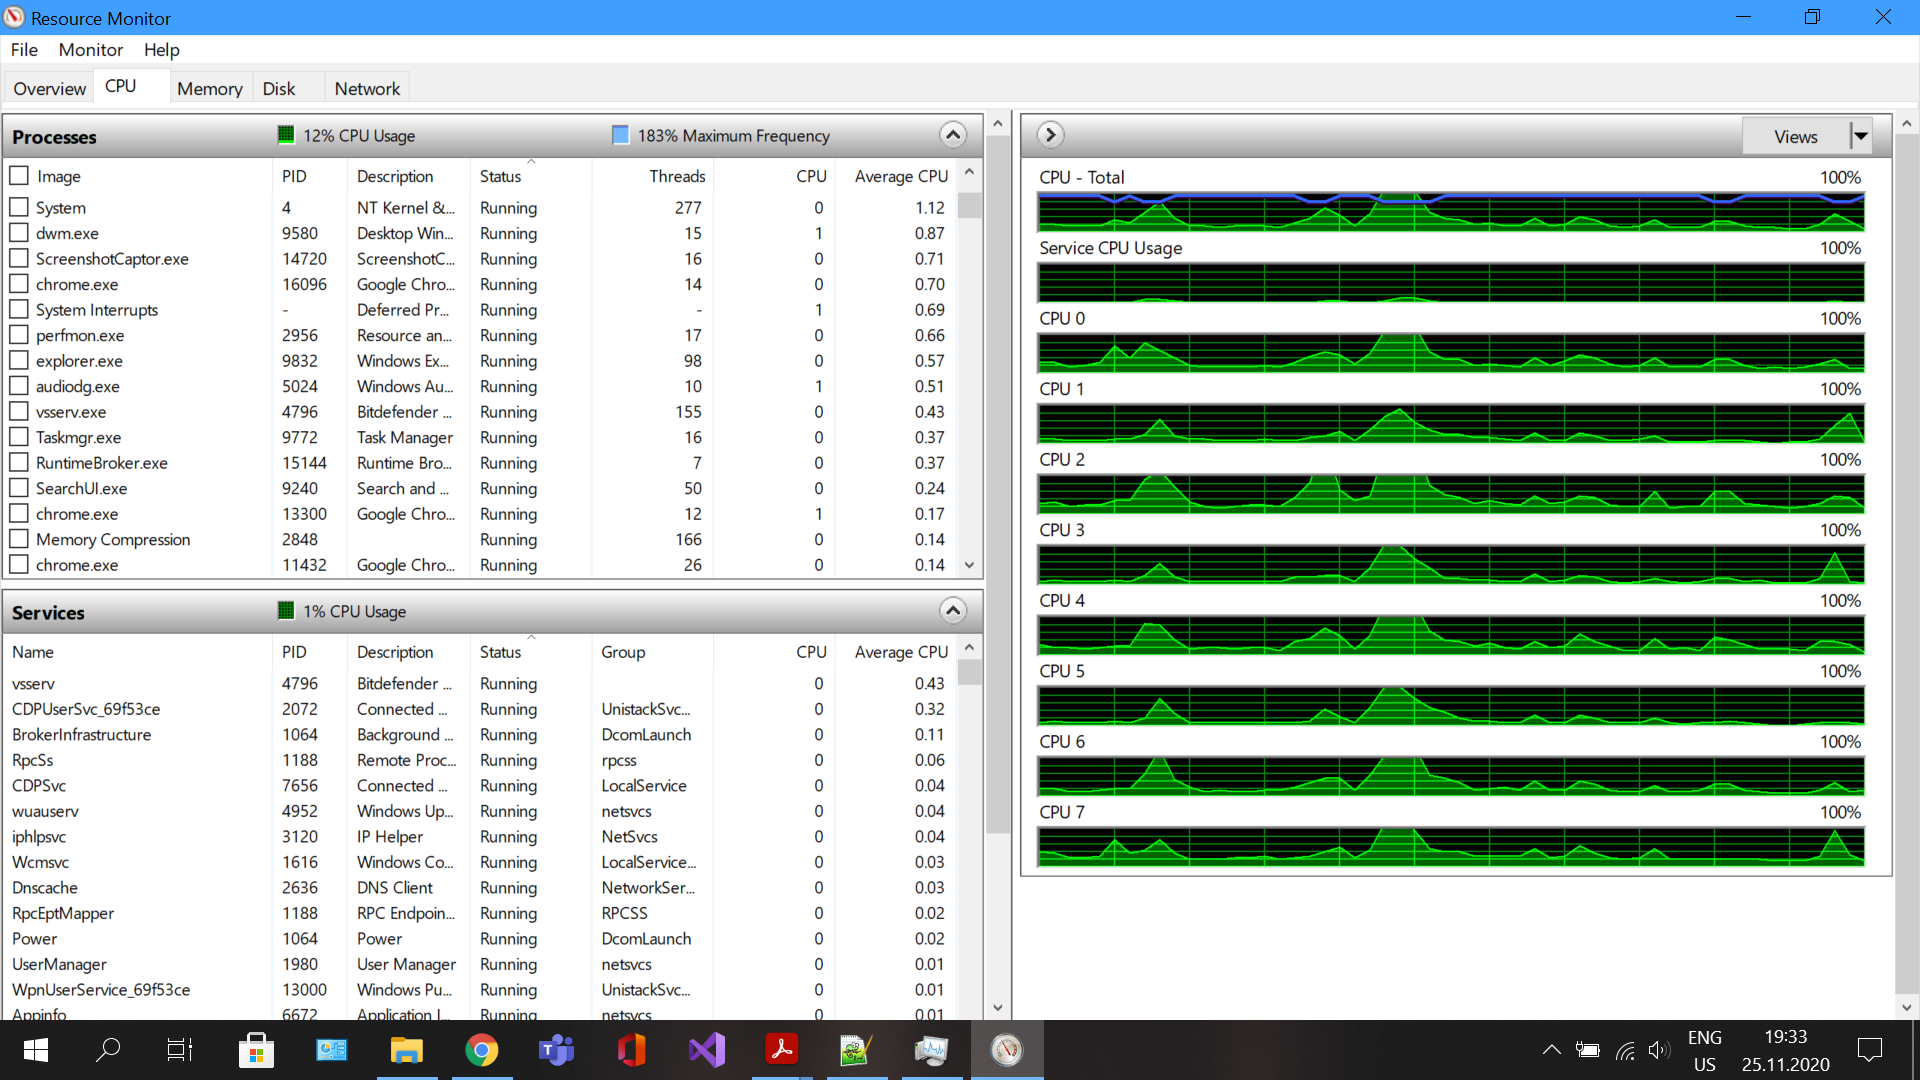 Resource Monitor
File Monitor Help
Overview CPU Memory Disk Network
Processes 12% CPU Usage 183% Maximum Frequency
Image PID Description Status Threads CPU Average CPU
System 4 NT Kernel &... Running 277 0 1.12
dwm.exe 9580 Desktop Win... Running 15 1 0.87
ScreenshotCaptor.exe 14720 ScreenshotC... Running 16 0 0.71
chrome.exe 16096 Google Chro... Running 14 0 0.70
System Interrupts - Deferred Pr... Running - 1 0.69
perfmon.exe 2956 Resource an... Running 17 0 0.66
explorer.exe 9832 Windows Ex... Running 98 0 0.57
audiodg.exe 5024 Windows Au... Running 10 1 0.51
vsserv.exe 4796 Bitdefender ... Running 155 0 0.43
Taskmgr.exe 9772 Task Manager Running 16 0 0.37
RuntimeBroker.exe 15144 Runtime Bro... Running 7 0 0.37
SearchUI.exe 9240 Search and ... Running 50 0 0.24
chrome.exe 13300 Google Chro... Running 12 1 0.17
Memory Compression 2848 Running 166 0 0.14
chrome.exe 11432 Google Chro... Running 26 0 0.14
Services 1% CPU Usage
Name PID Description Status Group CPU Average CPU
vsserv 4796 Bitdefender ... Running 0 0.43
CDPUserSvc_69f53ce 2072 Connected ... Running UnistackSvc... 0 0.32
BrokerInfrastructure 1064 Background ... Running DcomLaunch 0 0.11
RpcSs 1188 Remote Proc... Running rpcss 0 0.06
CDPSvc 7656 Connected ... Running LocalService 0 0.04
wuauserv 4952 Windows Up... Running netsvcs 0 0.04
iphlpsvc 3120 IP Helper Running NetSvcs 0 0.04
Wcmsvc 1616 Windows Co... Running LocalService... 0 0.03
Dnscache 2636 DNS Client Running NetworkSer... 0 0.03
RpcEptMapper 1188 RPC Endpoin... Running RPCSS 0 0.02
Power 1064 Power Running DcomLaunch 0 0.02
UserManager 1980 User Manager Running netsvcs 0 0.01
WpnUserService_69f53ce 13000 Windows Pu... Running UnistackSvc... 0 0.01
Appinfo 6672 Application I... Running netsvcs 0 0.01
Views
CPU - Total 100%
Service CPU Usage 100%
CPU 0 100%
CPU 1 100%
CPU 2 100%
CPU 3 100%
CPU 4 100%
CPU 5 100%
CPU 6 100%
CPU 7 100%
ENG 19:33
US 25.11.2020